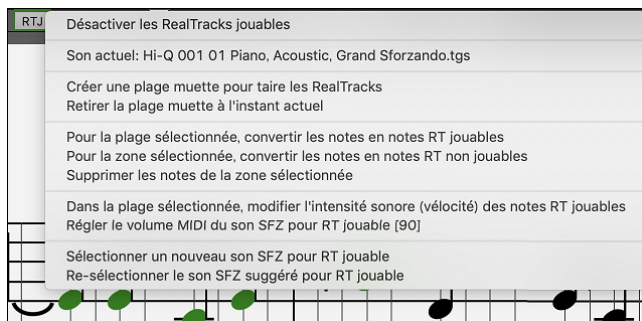 RTJ
Désactiver les RealTracks jouables
Son actuel: Hi-Q 001 01 Piano, Acoustic, Grand Sforzando.tgs
Créer une plage muette pour taire les RealTracks
Retirer la plage muette à l'instant actuel
Pour la plage sélectionnée, convertir les notes en notes RT jouables
Pour la zone sélectionnée, convertir les notes en notes RT non jouables
Supprimer les notes de la zone sélectionnée
Dans la plage sélectionnée, modifier l'intensité sonore (vélocité) des notes RT jouables
Régler le volume MIDI du son SFZ pour RT jouable [90]
Sélectionner un nouveau son SFZ pour RT jouable
Re-sélectionner le son SFZ suggéré pour RT jouable